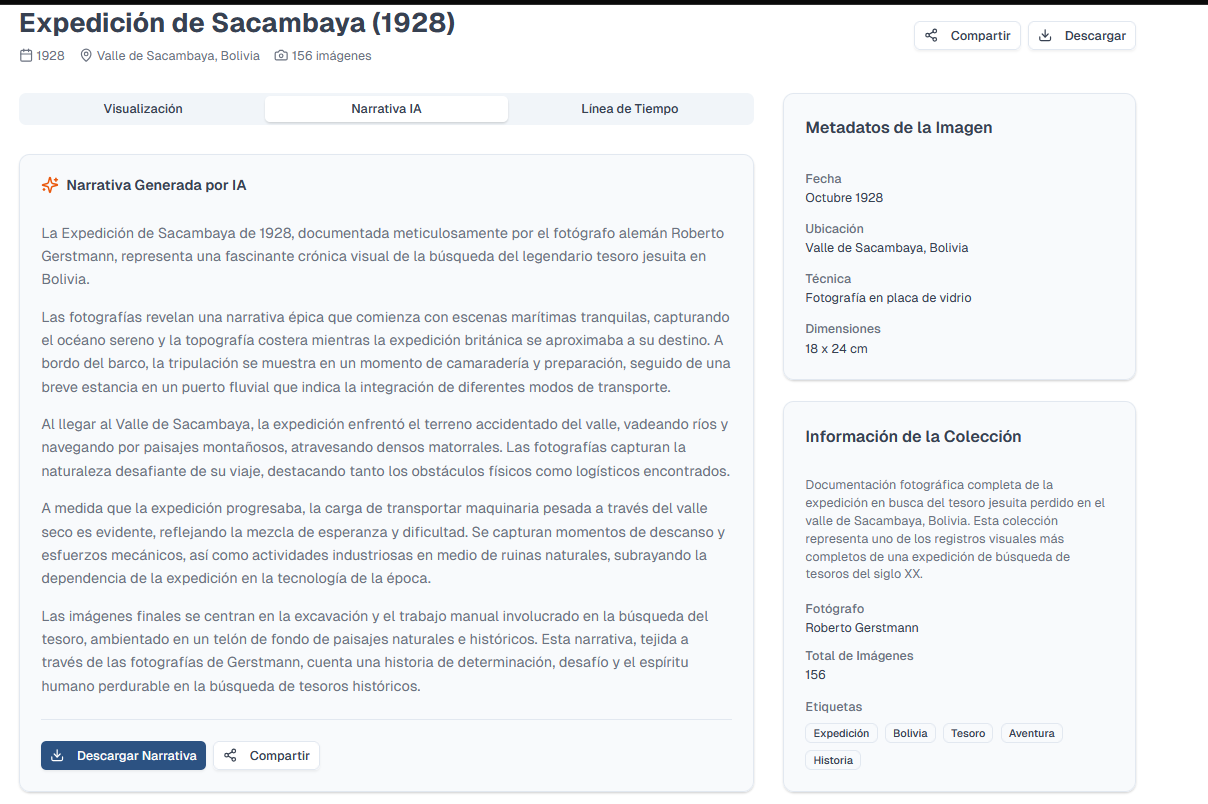 Expedición de Sacambaya (1928)
1928 Valle de Sacambaya, Bolivia 156 imágenes
Compartir
Descargar
Visualización
Narrativa IA
Línea de Tiempo
Narrativa Generada por IA
La Expedición de Sacambaya de 1928, documentada meticulosamente por el fotógrafo alemán Roberto
Gerstmann, representa una fascinante crónica visual de la búsqueda del legendario tesoro jesuita en
Bolivia.
Las fotografías revelan una narrativa épica que comienza con escenas marítimas tranquilas, capturando
el océano sereno y la topografía costera mientras la expedición británica se aproximaba a su destino. A
bordo del barco, la tripulación se muestra en un momento de camaradería y preparación, seguido de una
breve estancia en un puerto fluvial que indica la integración de diferentes modos de transporte.
Al llegar al Valle de Sacambaya, la expedición enfrentó el terreno accidentado del valle, vadeando ríos y
navegando por paisajes montañosos, atravesando densos matorrales. Las fotografías capturan la
naturaleza desafiante de su viaje, destacando tanto los obstáculos físicos como logísticos encontrados.
A medida que la expedición progresaba, la carga de transportar maquinaria pesada a través del valle
seco es evidente, reflejando la mezcla de esperanza y dificultad. Se capturan momentos de descanso y
esfuerzos mecánicos, así como actividades industriosas en medio de ruinas naturales, subrayando la
dependencia de la expedición en la tecnología de la época.
Las imágenes finales se centran en la excavación y el trabajo manual involucrado en la búsqueda del
tesoro, ambientado en un telón de fondo de paisajes naturales e históricos. Esta narrativa, tejida a
través de las fotografías de Gerstmann, cuenta una historia de determinación, desafío y el espíritu
humano perdurable en la búsqueda de tesoros históricos.
Descargar Narrativa
Compartir
Metadatos de la Imagen
Fecha
Octubre 1928
Ubicación
Valle de Sacambaya, Bolivia
Técnica
Fotografía en placa de vidrio
Dimensiones
18 x 24 cm
Información de la Colección
Documentación fotográfica completa de la
expedición en busca del tesoro jesuita perdido en el
valle de Sacambaya, Bolivia. Esta colección
representa uno de los registros visuales más
completos de una expedición de búsqueda de
tesoros del siglo XX.
Fotógrafo
Roberto Gerstmann
Total de Imágenes
156
Etiquetas
Expedición Bolivia Tesoro Aventura
Historia